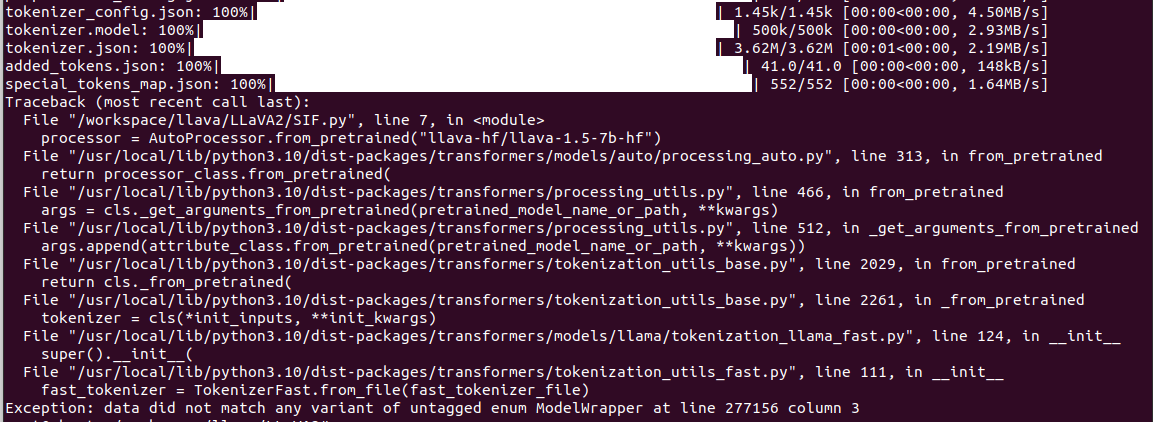 tokenizer_config.json: 100%| | 1.45k/1.45k [00:00<00:00, 4.50MB/s]
tokenizer.model: 100%| | 500k/500k [00:00<00:00, 2.93MB/s]
tokenizer.json: 100%| | 3.62M/3.62M [00:01<00:00, 2.19MB/s]
added_tokens.json: 100%| | 41.0/41.0 [00:00<00:00, 148kB/s]
special_tokens_map.json: 100%| | 552/552 [00:00<00:00, 1.64MB/s]
Traceback (most recent call last):
  File "/workspace/llava/LLaVA2/SIF.py", line 7, in <module>
    processor = AutoProcessor.from_pretrained("llava-hf/llava-1.5-7b-hf")
  File "/usr/local/lib/python3.10/dist-packages/transformers/models/auto/processing_auto.py", line 313, in from_pretrained
    return processor_class.from_pretrained(
  File "/usr/local/lib/python3.10/dist-packages/transformers/processing_utils.py", line 466, in from_pretrained
    args = cls._get_arguments_from_pretrained(pretrained_model_name_or_path, **kwargs)
  File "/usr/local/lib/python3.10/dist-packages/transformers/processing_utils.py", line 512, in _get_arguments_from_pretrained
    args.append(attribute_class.from_pretrained(pretrained_model_name_or_path, **kwargs))
  File "/usr/local/lib/python3.10/dist-packages/transformers/tokenization_utils_base.py", line 2029, in from_pretrained
    return cls._from_pretrained(
  File "/usr/local/lib/python3.10/dist-packages/transformers/tokenization_utils_base.py", line 2261, in _from_pretrained
    tokenizer = cls(*init_inputs, **init_kwargs)
  File "/usr/local/lib/python3.10/dist-packages/transformers/models/llama/tokenization_llama_fast.py", line 124, in __init__
    super().__init__(
  File "/usr/local/lib/python3.10/dist-packages/transformers/tokenization_utils_fast.py", line 111, in __init__
    fast_tokenizer = TokenizerFast.from_file(fast_tokenizer_file)
Exception: data did not match any variant of untagged enum ModelWrapper at line 277156 column 3